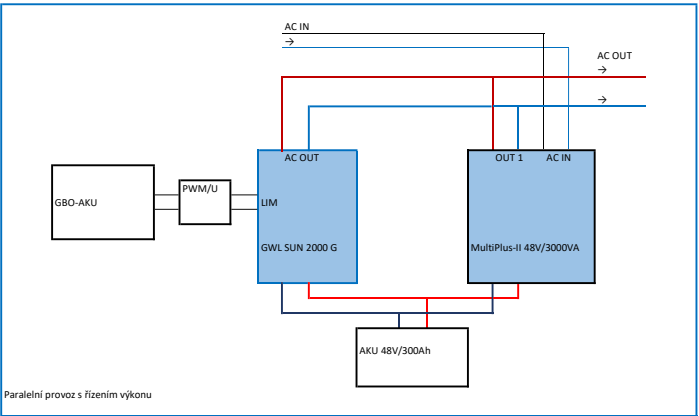 AC IN
→
AC OUT
→
→
AC OUT
OUT 1 AC IN
PWM/U
GBO-AKU
LIM
GWL SUN 2000 G
MultiPlus-II 48V/3000VA
AKU 48V/300Ah
Paralelní provoz s řízením výkonu